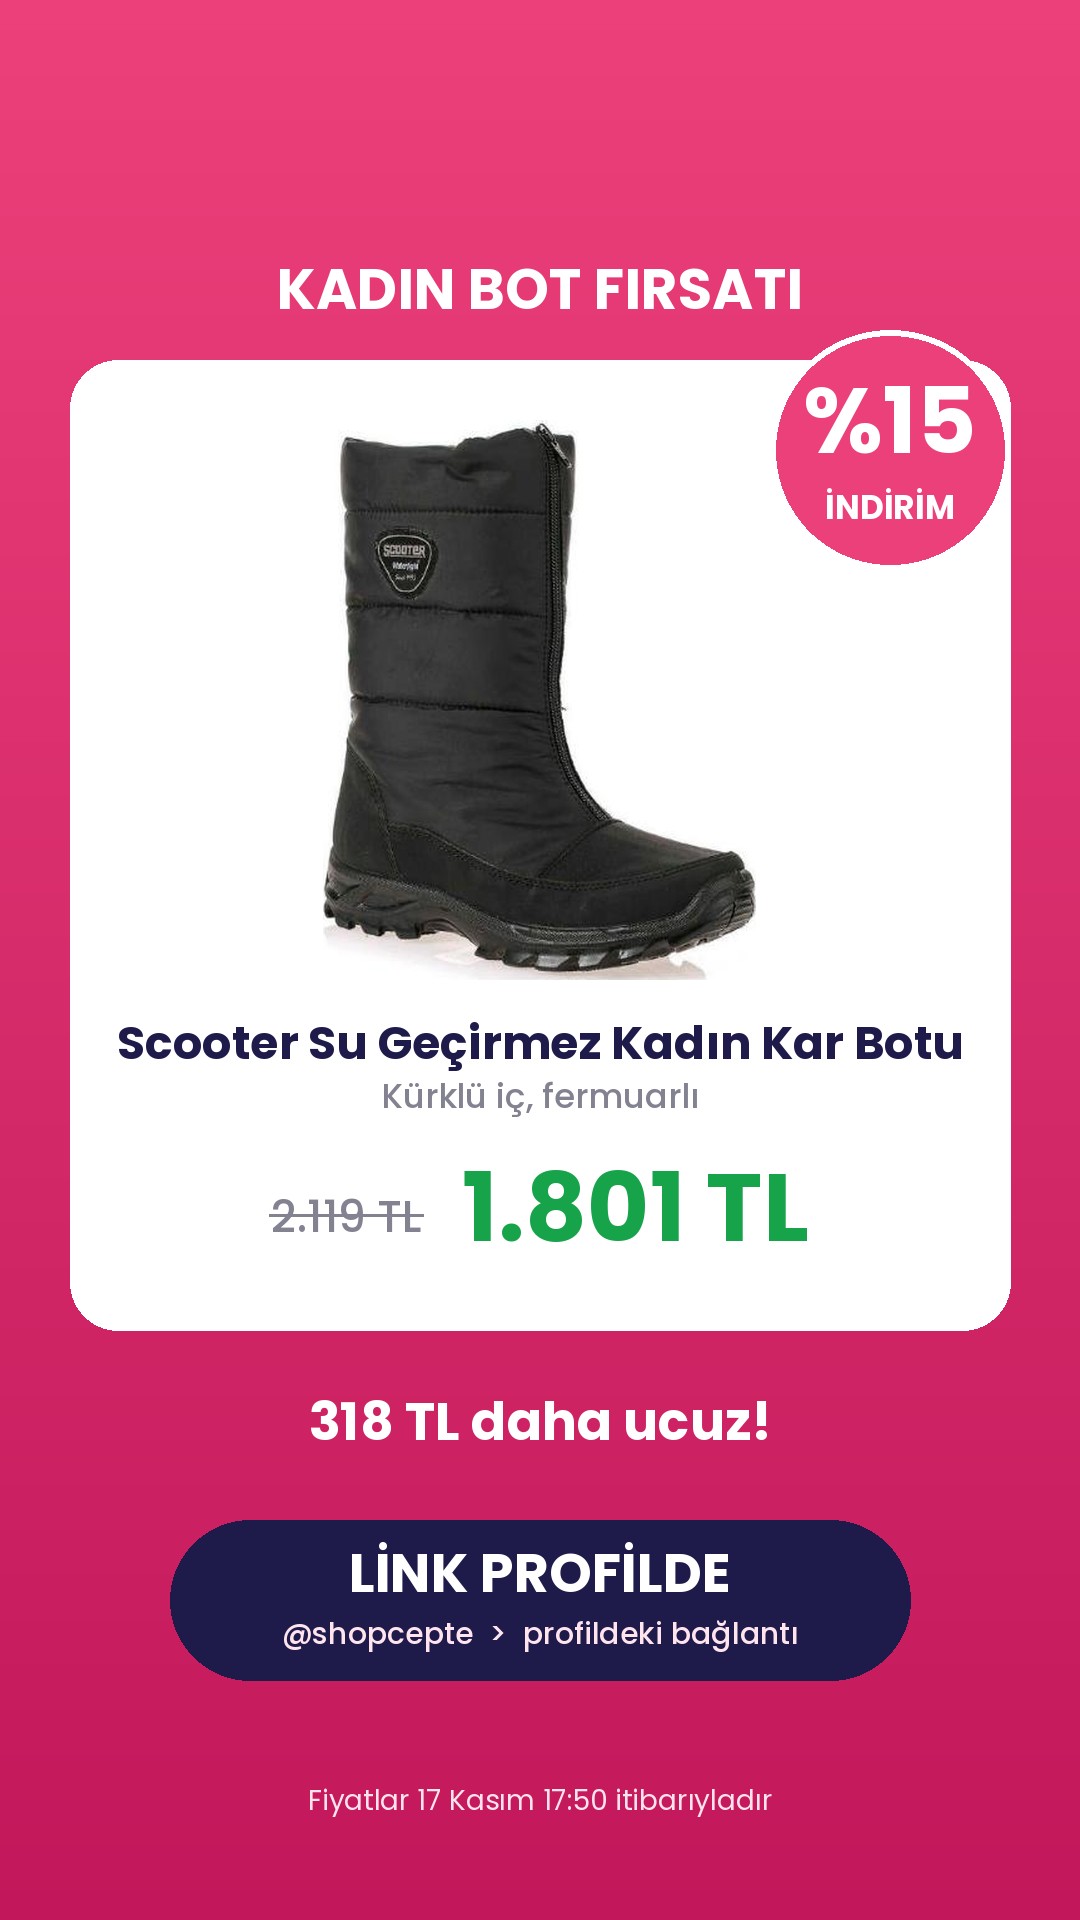 KADIN BOT FIRSATI
%15
İNDİRİM
SCOOTER
Waterfight
Scooter Su Geçirmez Kadın Kar Botu
Kürklü iç, fermuarlı
2.119 TL 1.801 TL
318 TL daha ucuz!
LİNK PROFİLDE
@shopcepte > profildeki bağlantı
Fiyatlar 17 Kasım 17:50 itibarıyladır